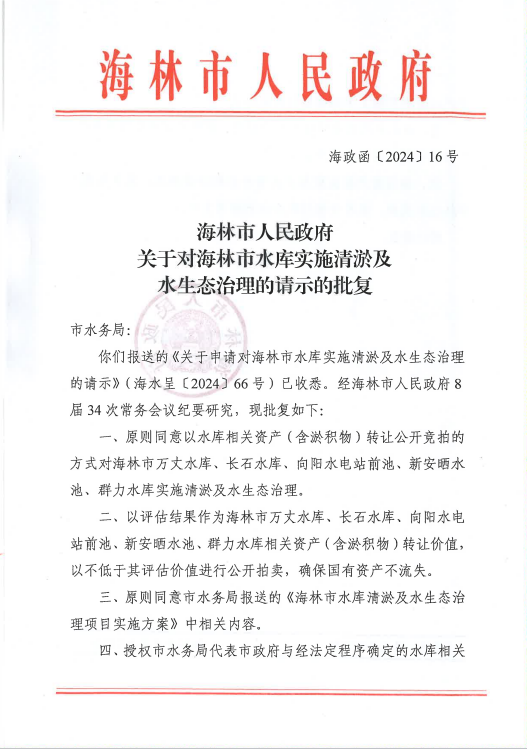 海林市人民政府
海政函〔2024〕16号
海林市人民政府
关于对海林市水库实施清淤及
水生态治理的请示的批复
市水务局：
你们报送的《关于申请对海林市水库实施清淤及水生态治理
的请示》（海水呈〔2024〕66号）已收悉。经海林市人民政府8
届34次常务会议纪要研究，现批复如下：
一、原则同意以水库相关资产（含淤积物）转让公开竞拍的
方式对海林市万丈水库、长石水库、向阳水电站前池、新安晒水
池、群力水库实施清淤及水生态治理。
二、以评估结果作为海林市万丈水库、长石水库、向阳水电
站前池、新安晒水池、群力水库相关资产（含淤积物）转让价值，
以不低于其评估价值进行公开拍卖，确保国有资产不流失。
三、原则同意市水务局报送的《海林市水库清淤及水生态治
理项目实施方案》中相关内容。
四、授权市水务局代表市政府与经法定程序确定的水库相关